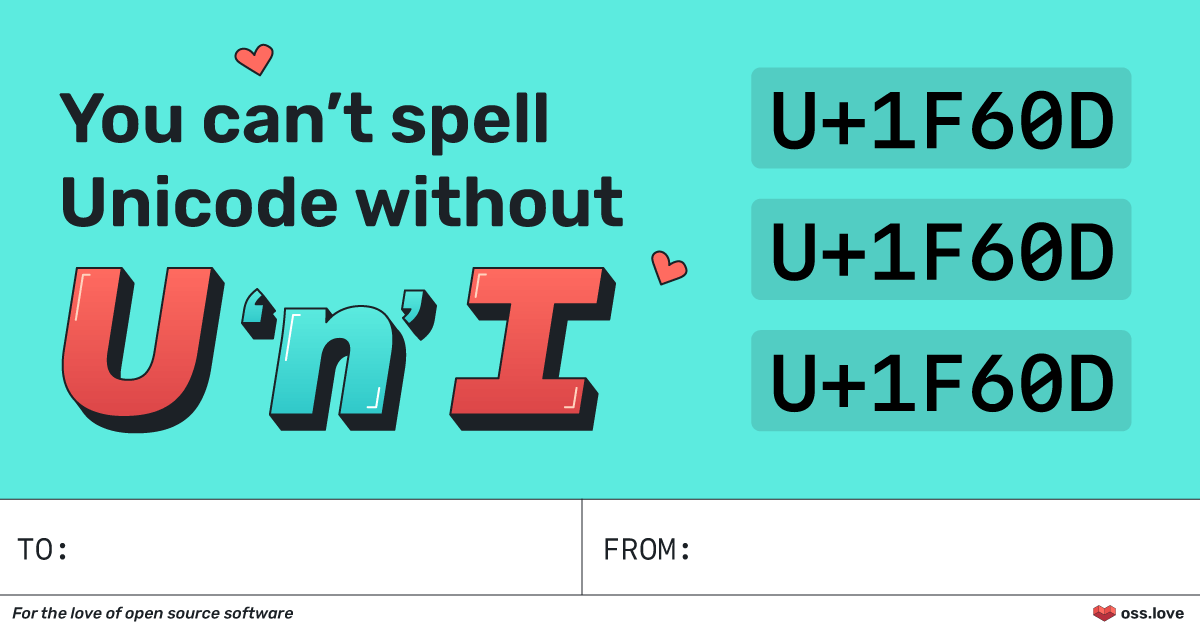 You can’t spell
Unicode without
U ‘n’ I
U+1F60D
U+1F60D
U+1F60D
TO:
FROM:
For the love of open source software
oss.love